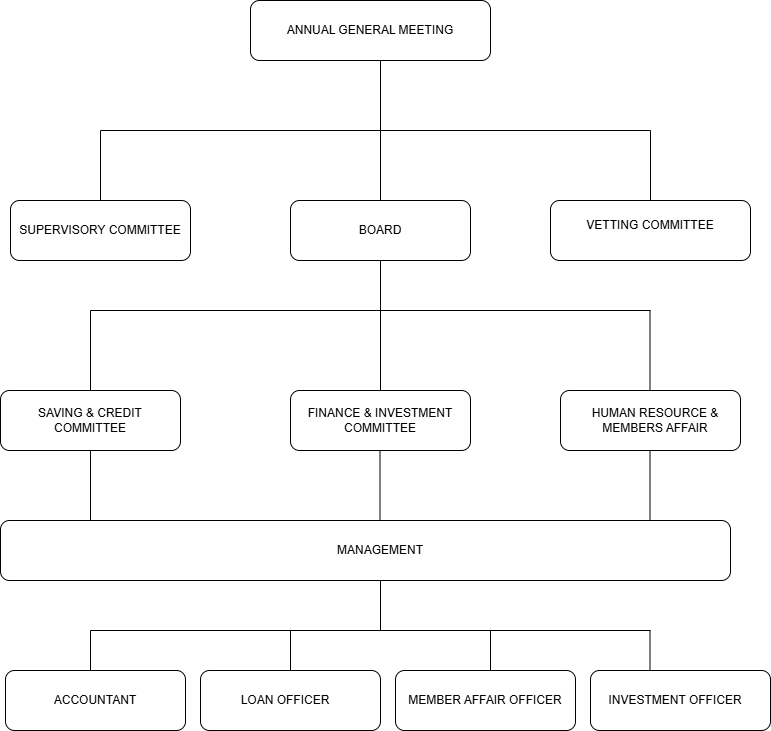 ANNUAL GENERAL MEETING
SUPERVISORY COMMITTEE
BOARD
VETTING COMMITTEE
SAVING & CREDIT
COMMITTEE
FINANCE & INVESTMENT
COMMITTEE
HUMAN RESOURCE &
MEMBERS AFFAIR
MANAGEMENT
ACCOUNTANT
LOAN OFFICER
MEMBER AFFAIR OFFICER
INVESTMENT OFFICER